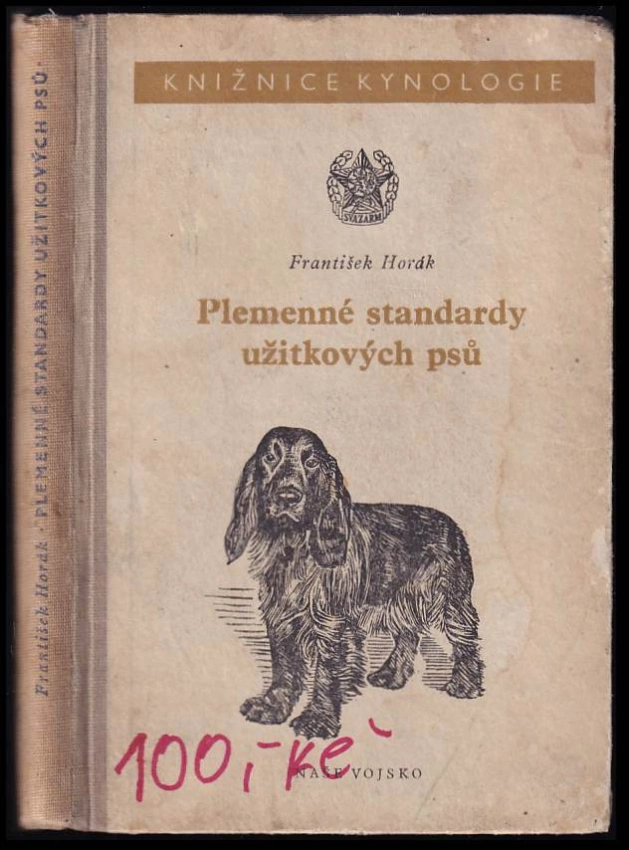 František Horák · PLEMENNÉ STANDARDY UŽITKOVÝCH PSŮ ·
KNIŽNICE KYNOLOGIE
SVAZARM
František Horák
Plemenné standardy
užitkových psů
100,- kč
NAŠE VOJSKO